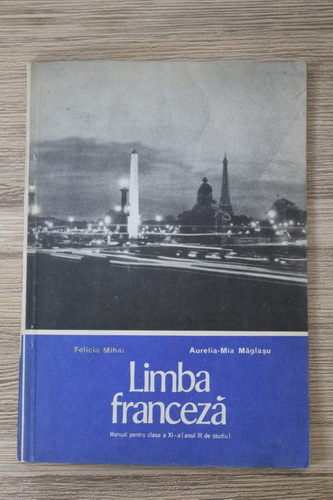 Felicia Mihai Aurelia-Mia Măglașu
Limba
franceză
Manual pentru clasa a XI-a (anul III de studiu)